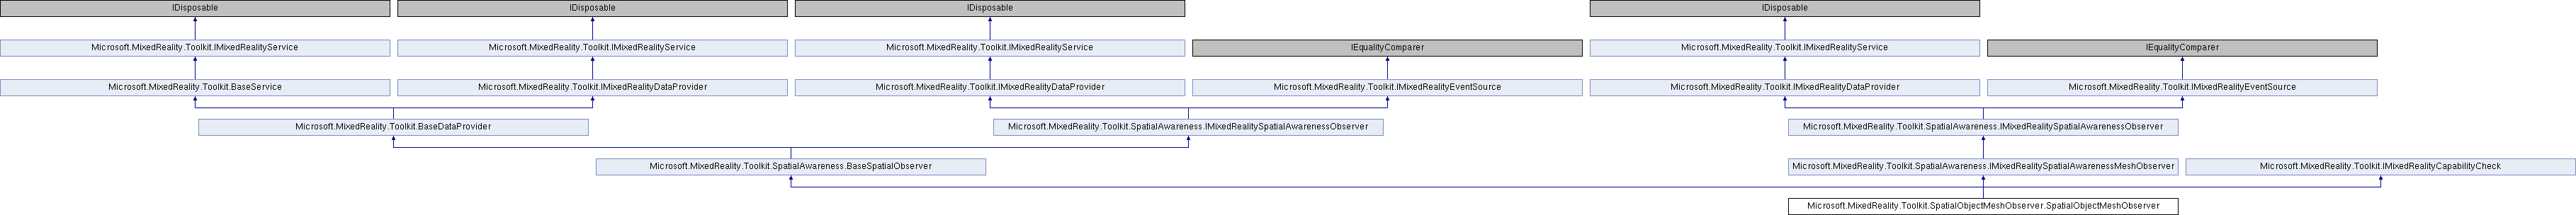 IDisposable
IDisposable
IDisposable
IDisposable
Microsoft.MixedReality.Toolkit.IMixedRealityService
Microsoft.MixedReality.Toolkit.IMixedRealityService
Microsoft.MixedReality.Toolkit.IMixedRealityService
IEqualityComparer
Microsoft.MixedReality.Toolkit.IMixedRealityService
IEqualityComparer
Microsoft.MixedReality.Toolkit.BaseService
Microsoft.MixedReality.Toolkit.IMixedRealityDataProvider
Microsoft.MixedReality.Toolkit.IMixedRealityDataProvider
Microsoft.MixedReality.Toolkit.IMixedRealityEventSource
Microsoft.MixedReality.Toolkit.IMixedRealityDataProvider
Microsoft.MixedReality.Toolkit.IMixedRealityEventSource
Microsoft.MixedReality.Toolkit.BaseDataProvider
Microsoft.MixedReality.Toolkit.SpatialAwareness.IMixedRealitySpatialAwarenessObserver
Microsoft.MixedReality.Toolkit.SpatialAwareness.IMixedRealitySpatialAwarenessObserver
Microsoft.MixedReality.Toolkit.SpatialAwareness.BaseSpatialObserver
Microsoft.MixedReality.Toolkit.SpatialAwareness.IMixedRealitySpatialAwarenessMeshObserver
Microsoft.MixedReality.Toolkit.IMixedRealityCapabilityCheck
Microsoft.MixedReality.Toolkit.SpatialObjectMeshObserver.SpatialObjectMeshObserver